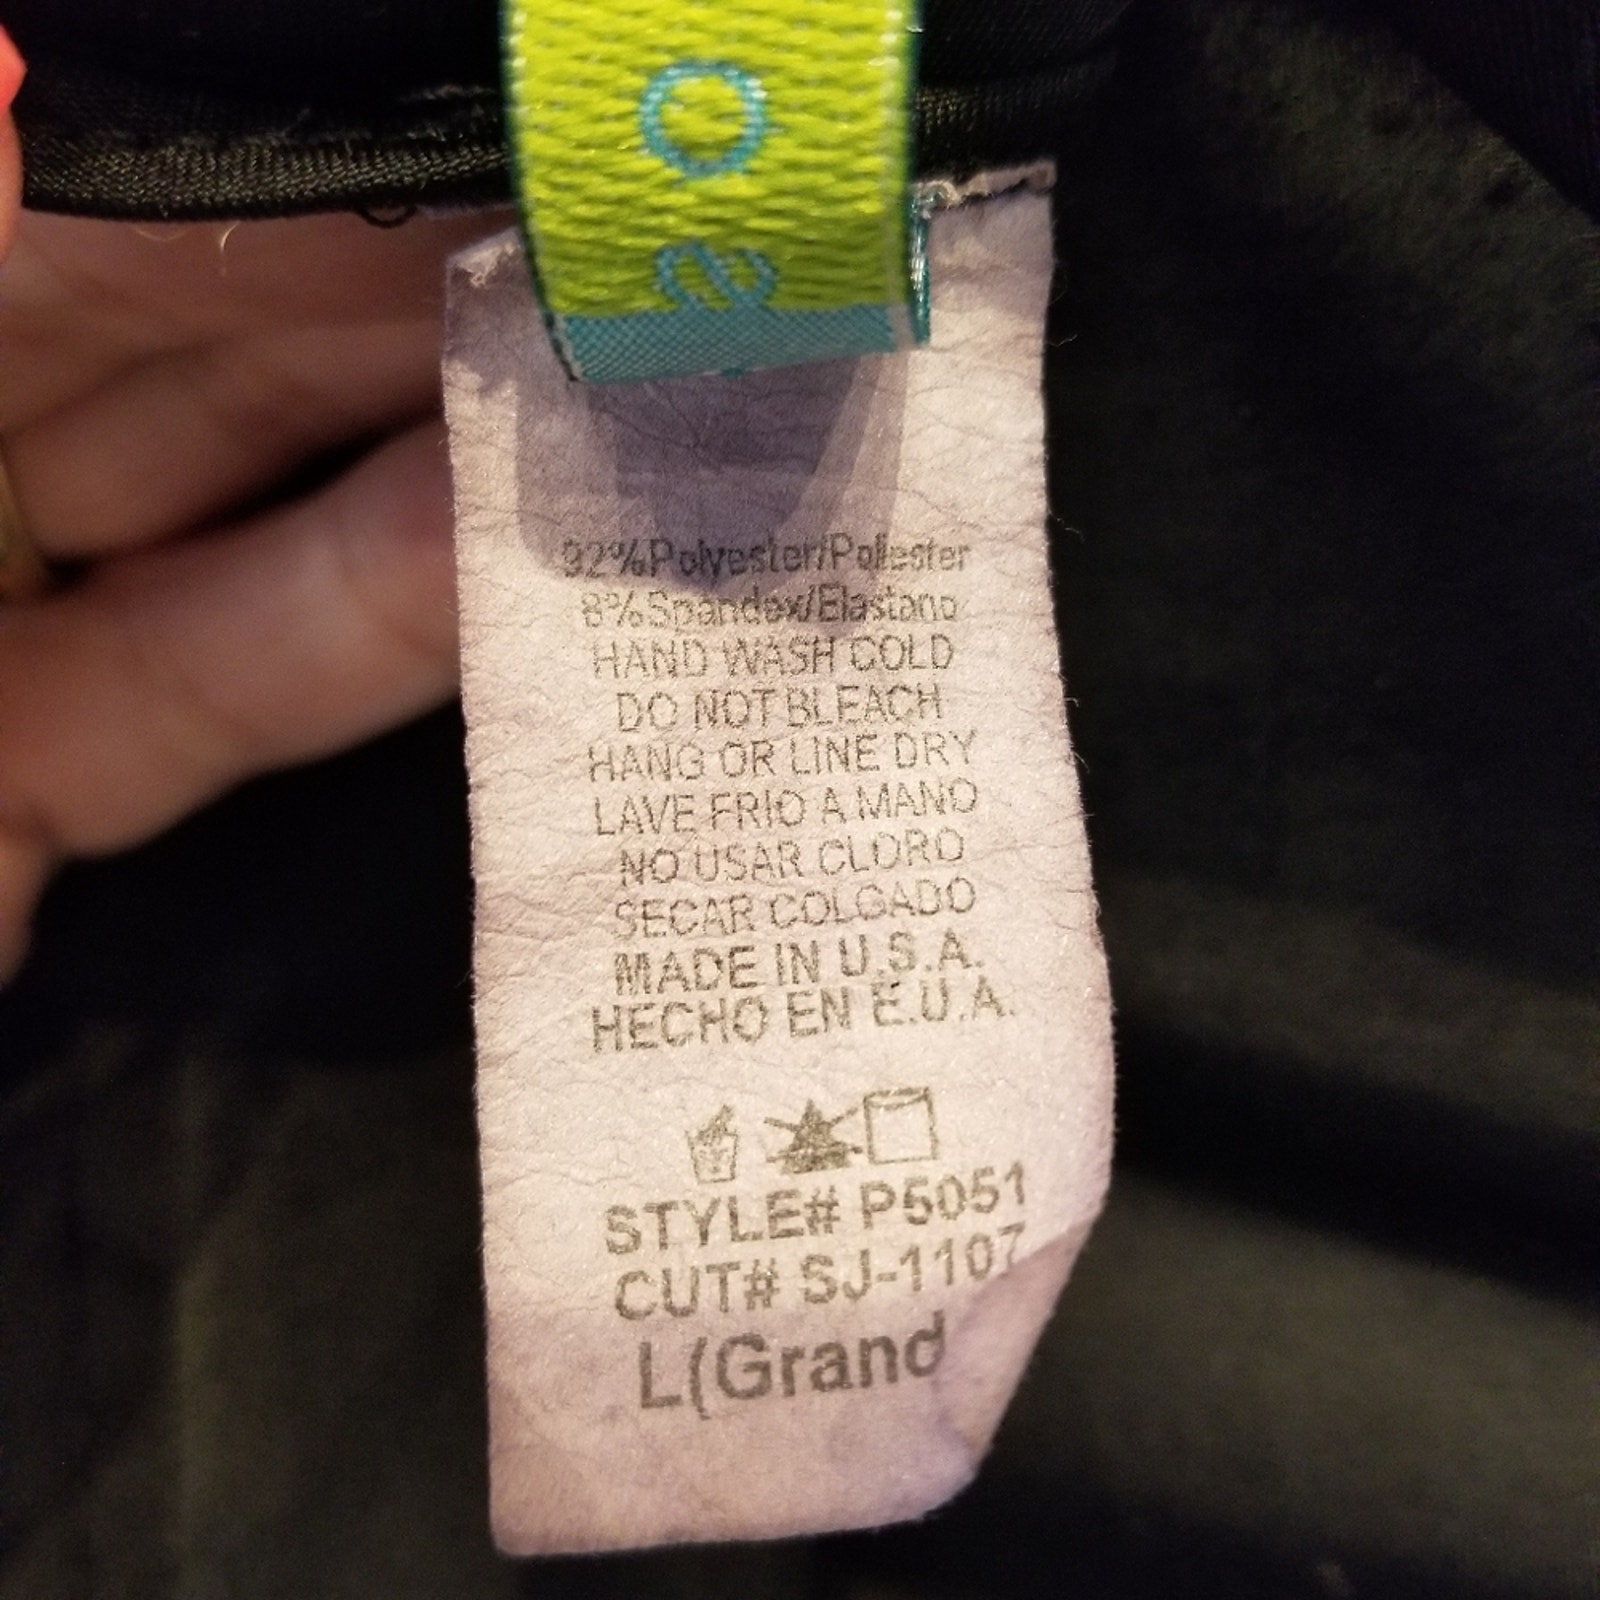 92%Polyester/Poliester
8%Spandex/Elastano
HAND WASH COLD
DO NOT BLEACH
HANG OR LINE DRY
LAVE FRIO A MANO
NO USAR CLORO
SECAR COLGADO
MADE IN U.S.A.
HECHO EN E.U.A.
STYLE# P5051
CUT# SJ-1107
L(Grand